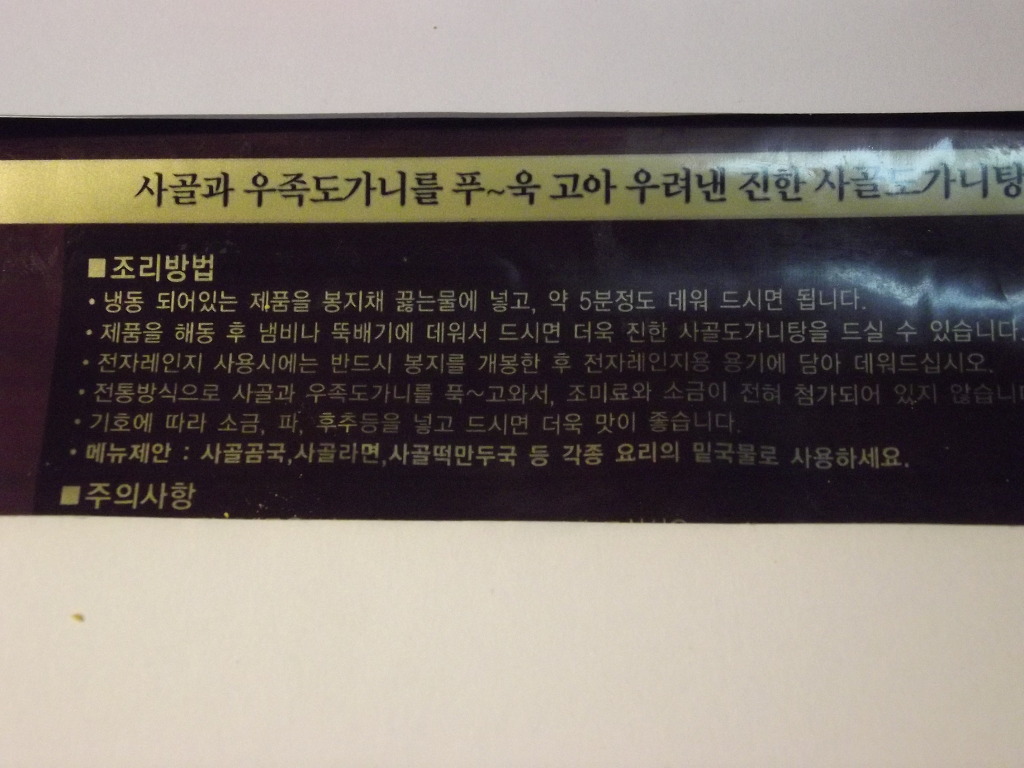 사골과 우족도가니를 푸~욱 고아 우려낸 진한 사골도가니탕
■ 조리방법
• 냉동 되어있는 제품을 봉지채 끓는물에 넣고, 약 5분정도 데워 드시면 됩니다.
• 제품을 해동 후 냄비나 뚝배기에 데워서 드시면 더욱 진한 사골도가니탕을 드실 수 있습니다.
• 전자레인지 사용시에는 반드시 봉지를 개봉한 후 전자레인지용 용기에 담아 데워드십시오.
• 전통방식으로 사골과 우족도가니를 푹~고와서, 조미료와 소금이 전혀 첨가되어 있지 않습니
• 기호에 따라 소금, 파, 후추등을 넣고 드시면 더욱 맛이 좋습니다.
• 메뉴제안 : 사골곰국,사골라면,사골떡만두국 등 각종 요리의 밑국물로 사용하세요.
■ 주의사항